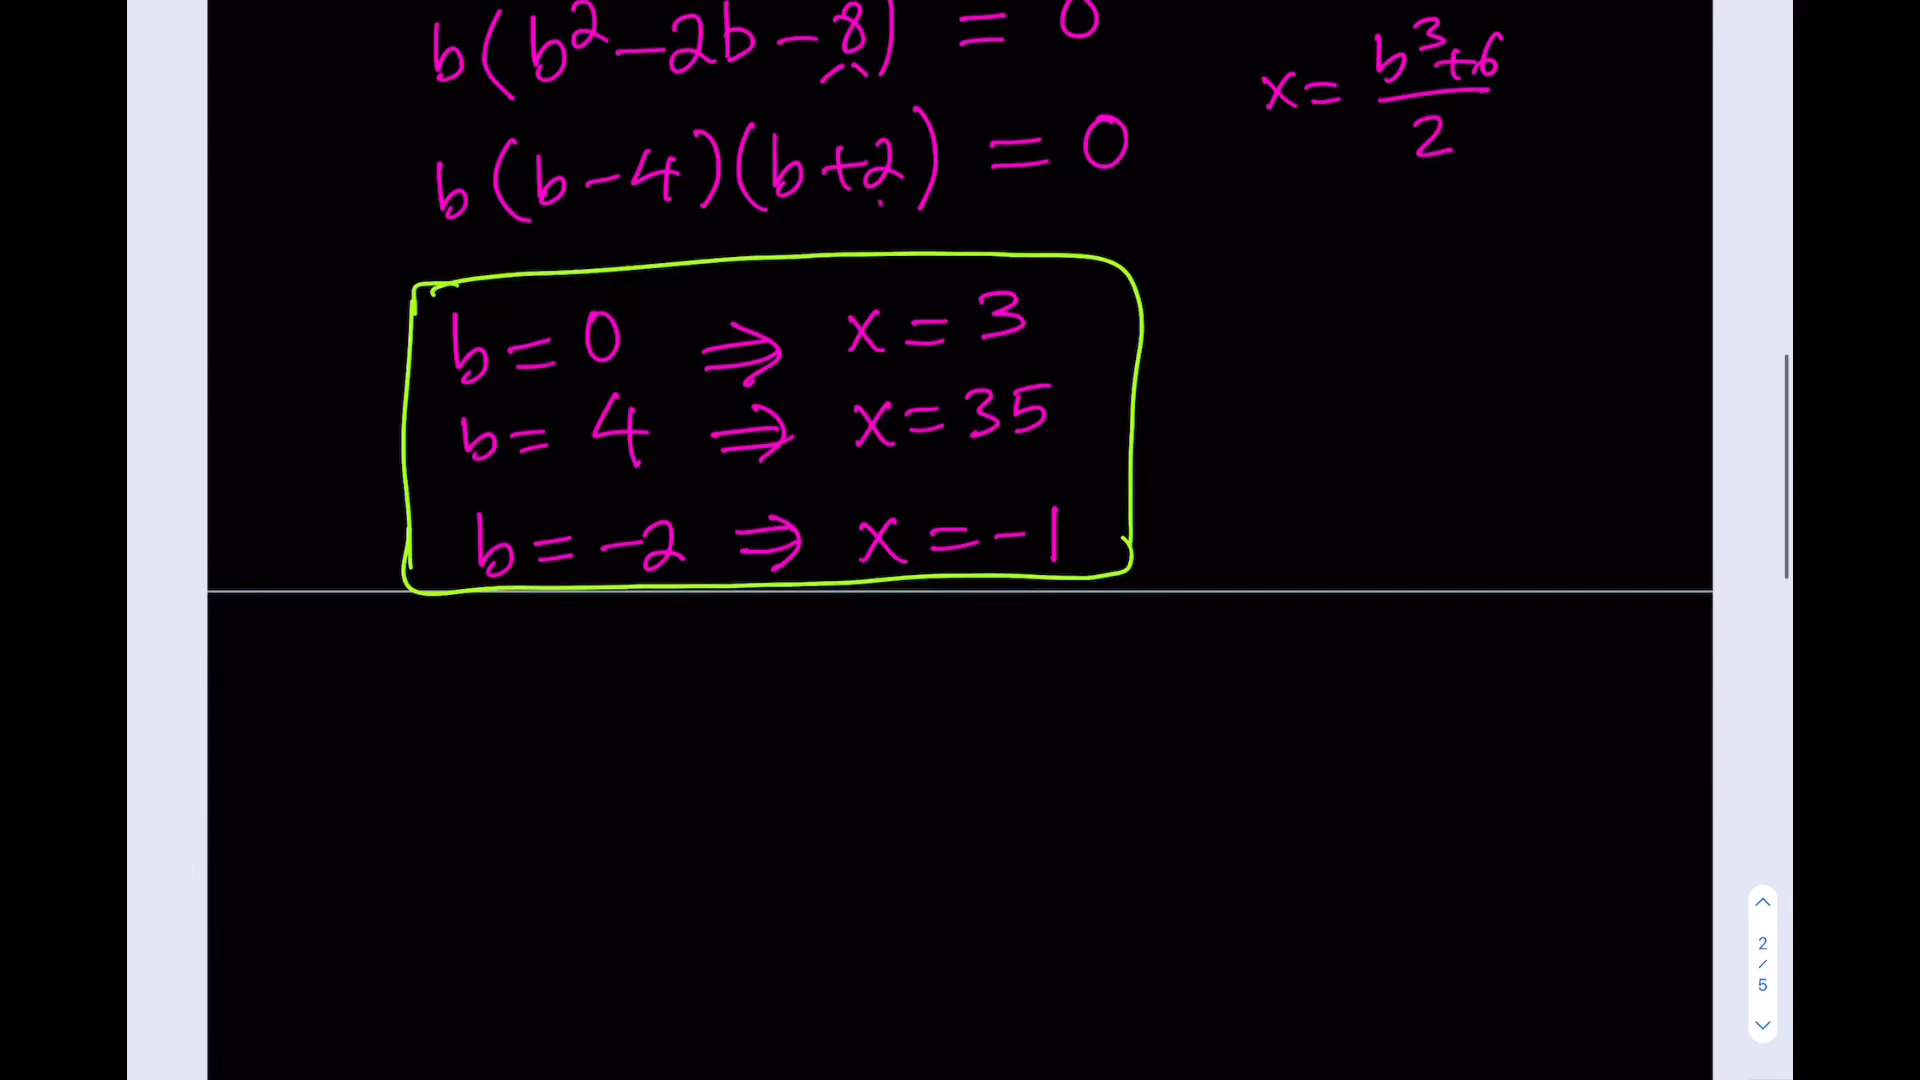 b(b²-2b-8) = 0
x = b³+6 / 2
b(b-4)(b+2) = 0
b = 0 ⇒ x = 3
b = 4 ⇒ x = 35
b = -2 ⇒ x = -1
2
/
5